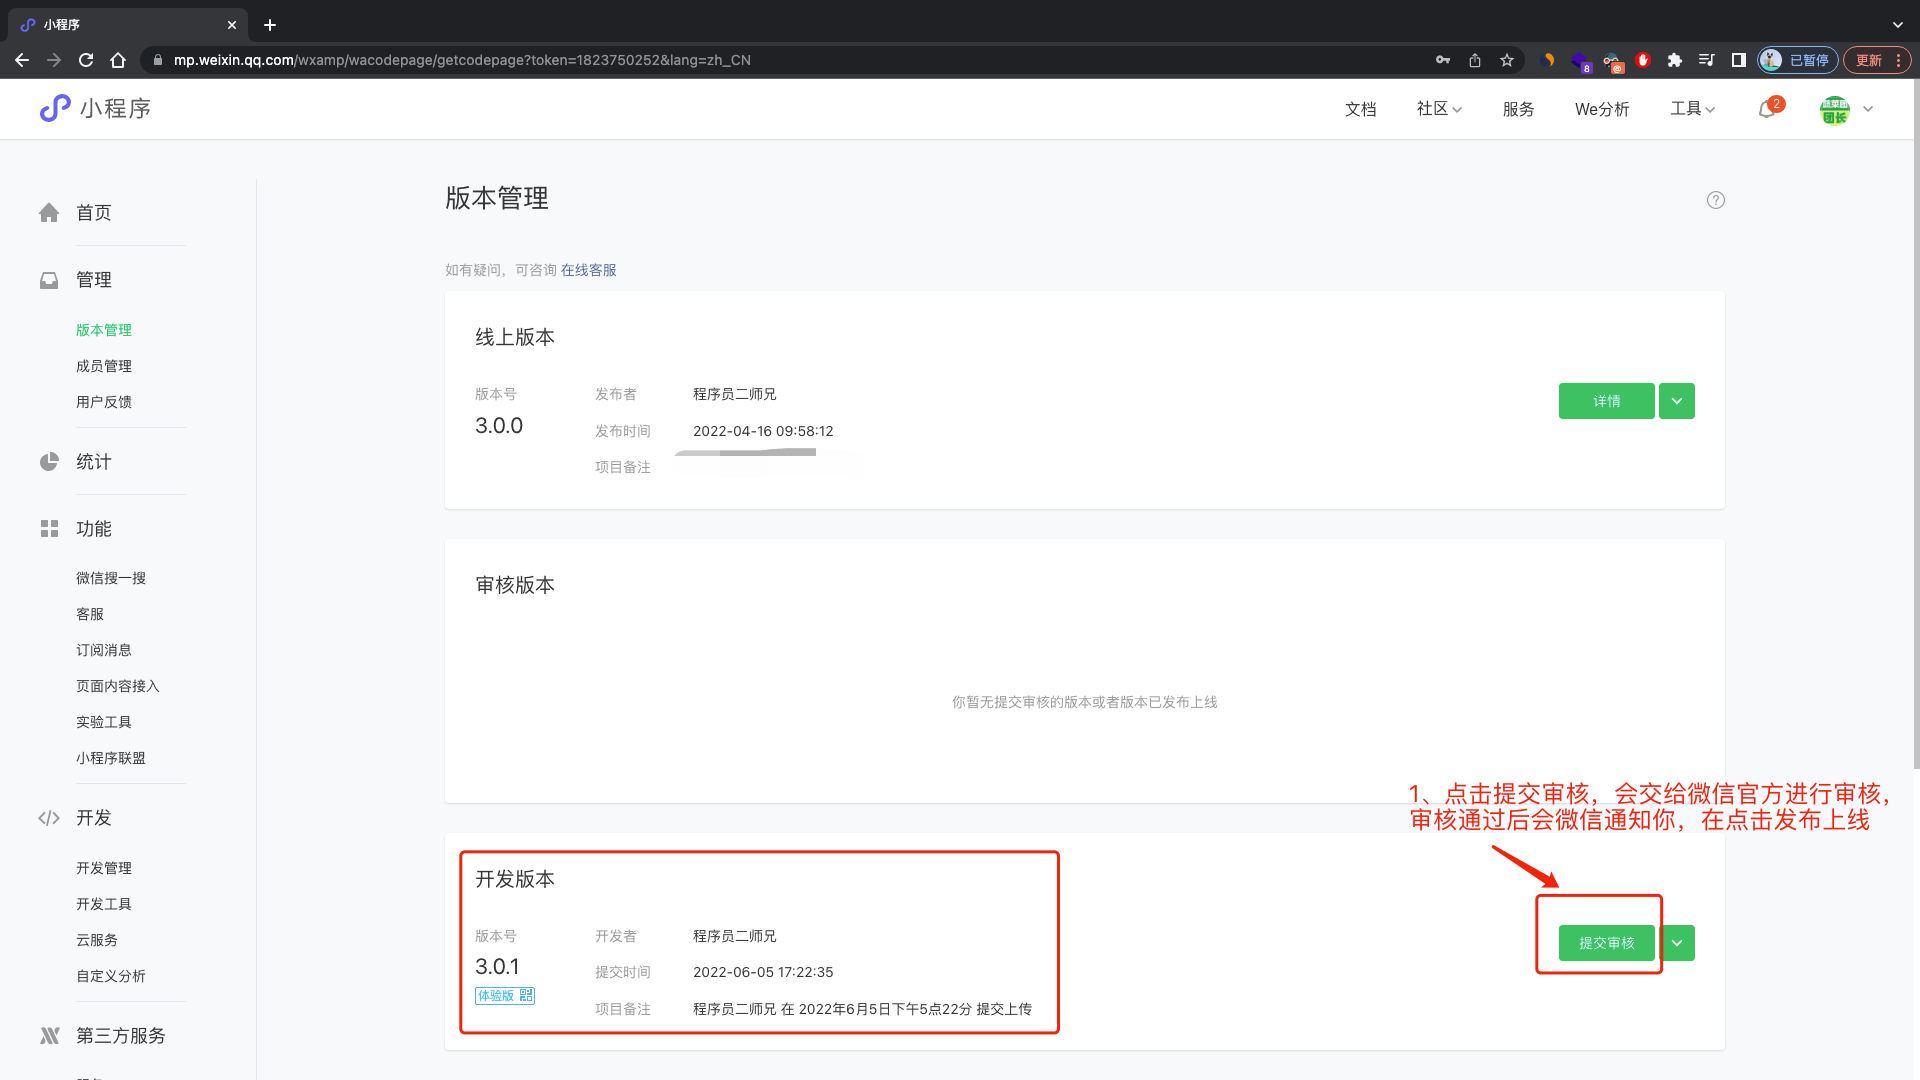 小程序
mp.weixin.qq.com/wxamp/wacodepage/getcodepage?token=1823750252&lang=zh_CN
8
@
已暂停
更新
小程序
文档
社区
服务
We分析
工具
2
团长
首页
管理
版本管理
成员管理
用户反馈
统计
功能
微信搜一搜
客服
订阅消息
页面内容接入
实验工具
小程序联盟
开发
开发管理
开发工具
云服务
自定义分析
第三方服务
版本管理
?
如有疑问，可咨询 在线客服
线上版本
版本号
3.0.0
发布者 程序员二师兄
发布时间 2022-04-16 09:58:12
项目备注
详情
审核版本
你暂无提交审核的版本或者版本已发布上线
1、点击提交审核，会交给微信官方进行审核，
审核通过后会微信通知你，在点击发布上线
开发版本
版本号
3.0.1
体验版
开发者 程序员二师兄
提交时间 2022-06-05 17:22:35
项目备注 程序员二师兄 在 2022年6月5日下午5点22分 提交上传
提交审核